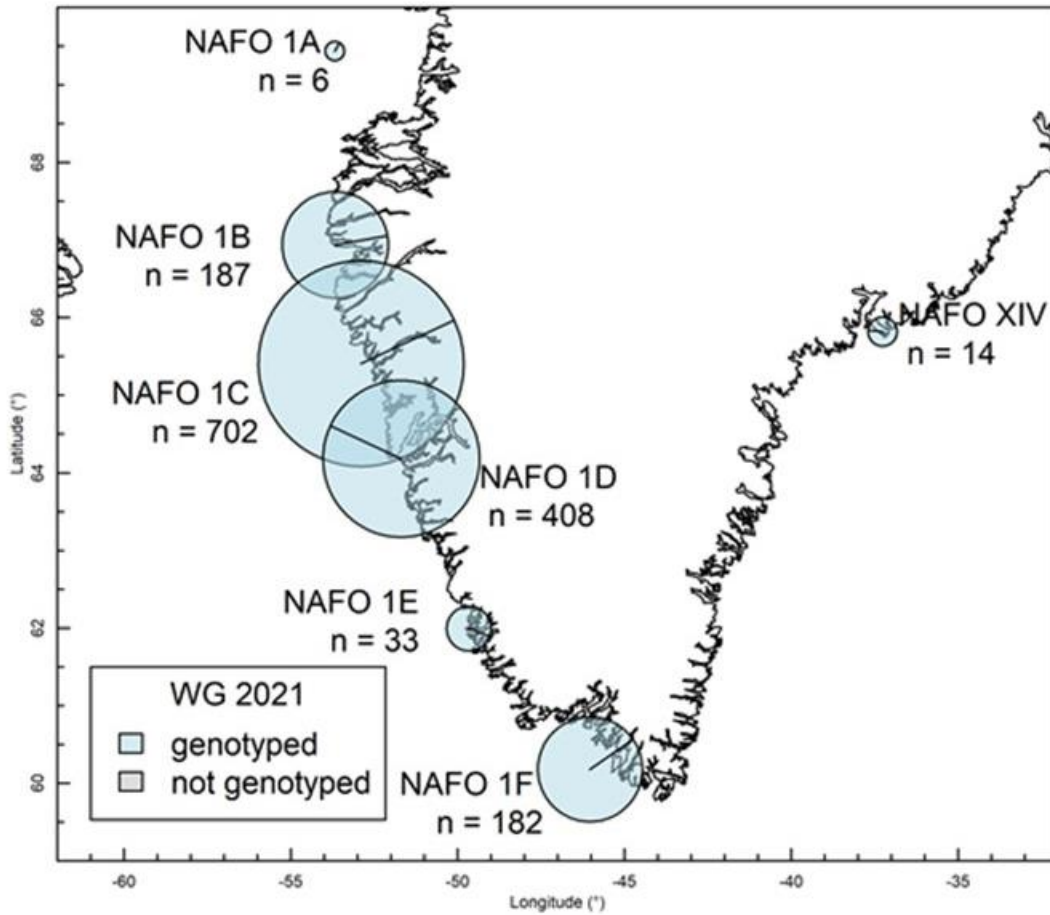 NAFO 1A
n = 6
NAFO 1B
n = 187
NAFO 1C
n = 702
NAFO 1D
n = 408
NAFO 1E
n = 33
NAFO 1F
n = 182
NAFO XIV
n = 14
WG 2021
genotyped
not genotyped
Latitude (°)
68
66
64
62
60
-60
-55
-50
-45
-40
-35
Longitude (°)